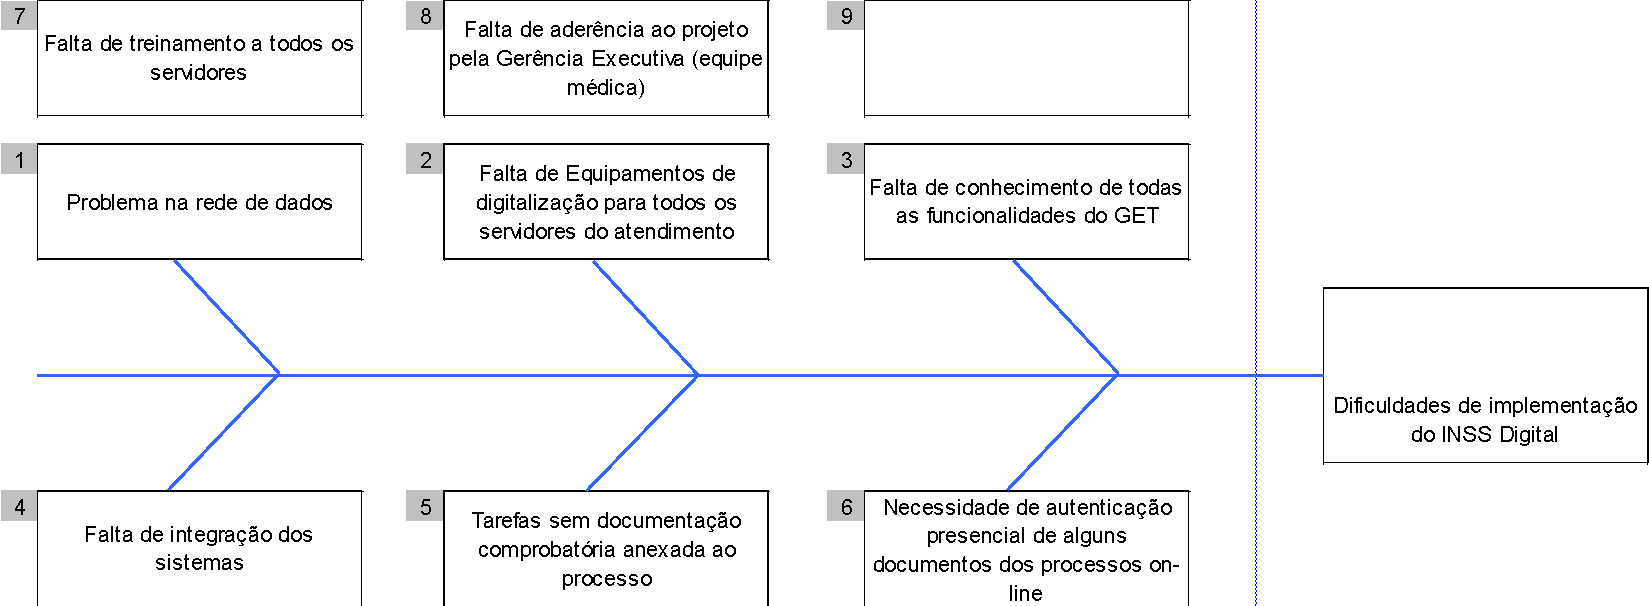 7
Falta de treinamento a todos os
servidores
8
Falta de aderência ao projeto
pela Gerência Executiva (equipe
médica)
9
1
Problema na rede de dados
2
Falta de Equipamentos de
digitalização para todos os
servidores do atendimento
3
Falta de conhecimento de todas
as funcionalidades do GET
Dificuldades de implementação
do INSS Digital
4
Falta de integração dos
sistemas
5
Tarefas sem documentação
comprobatória anexada ao
processo
6
Necessidade de autenticação
presencial de alguns
documentos dos processos on-
line